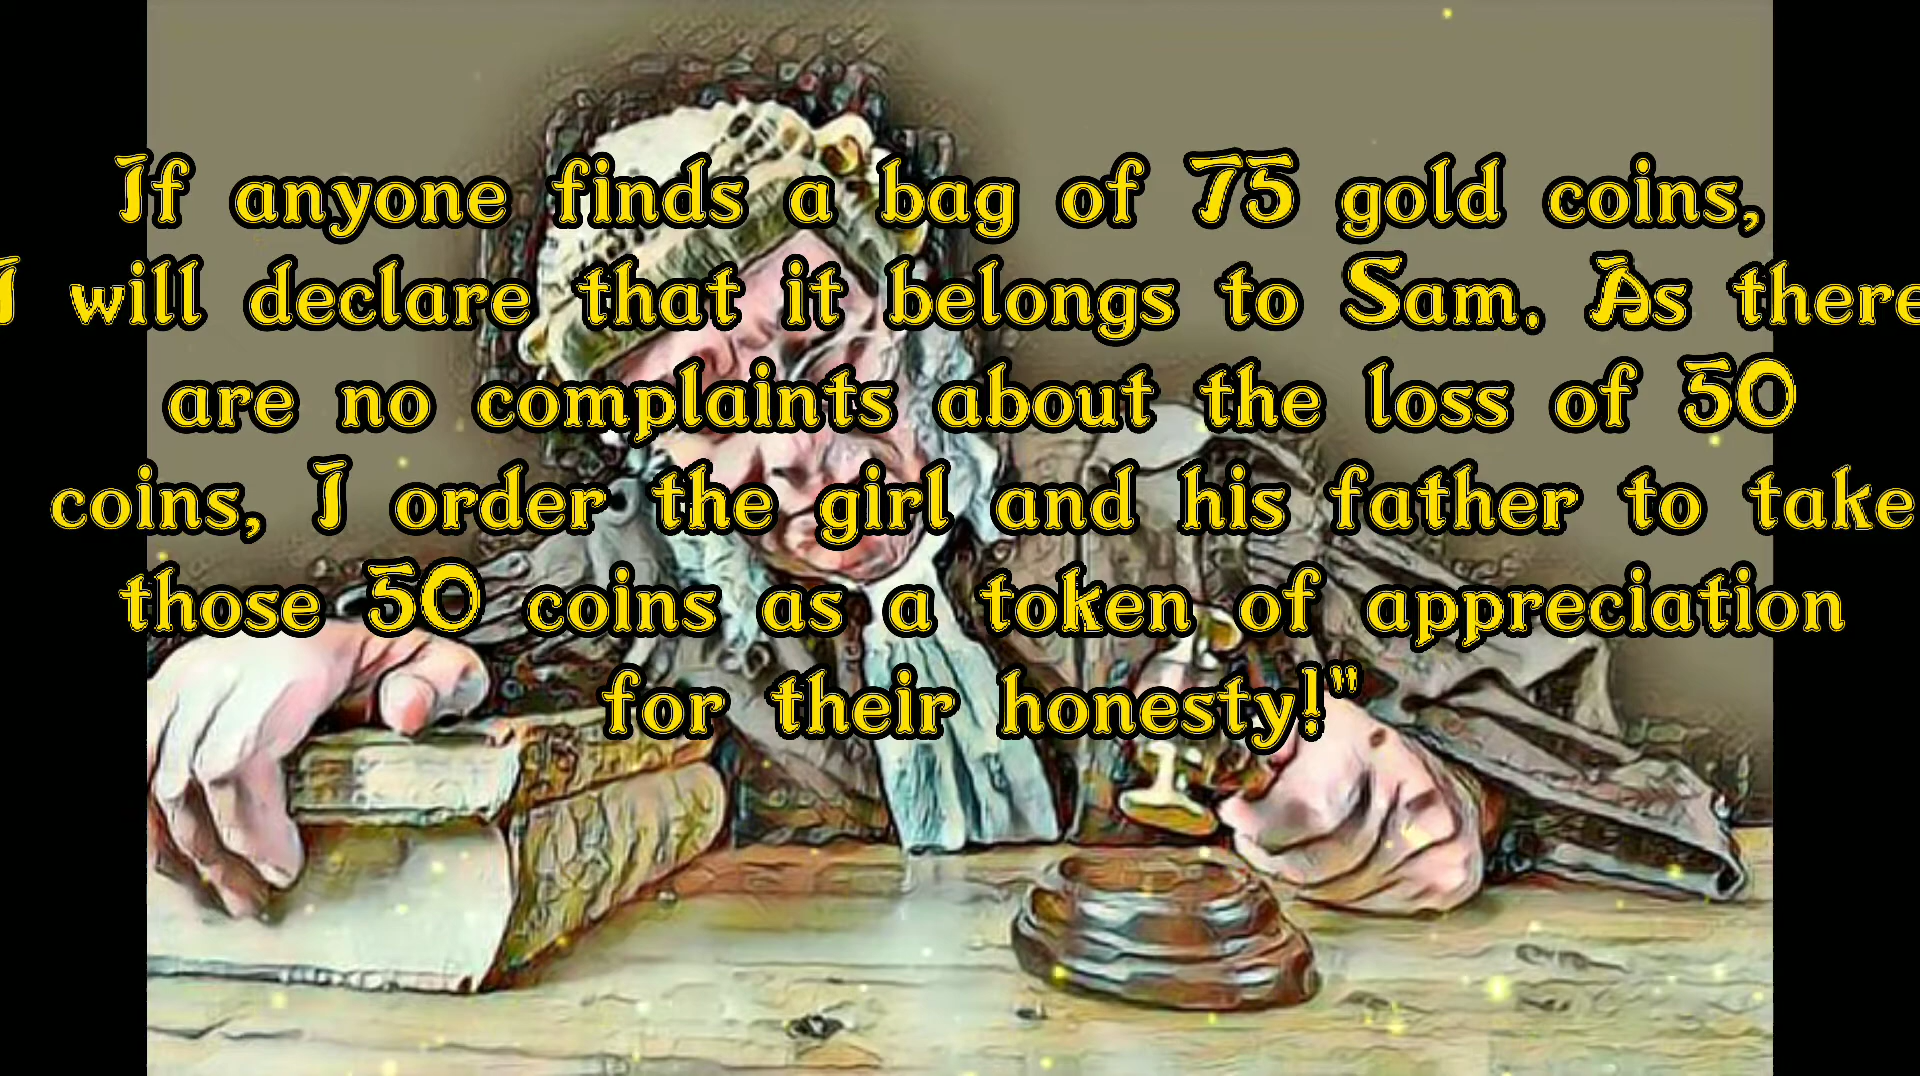 If anyone finds a bag of 75 gold coins,
I will declare that it belongs to Sam. As there
are no complaints about the loss of 50
coins, I order the girl and his father to take
those 50 coins as a token of appreciation
for their honesty!"